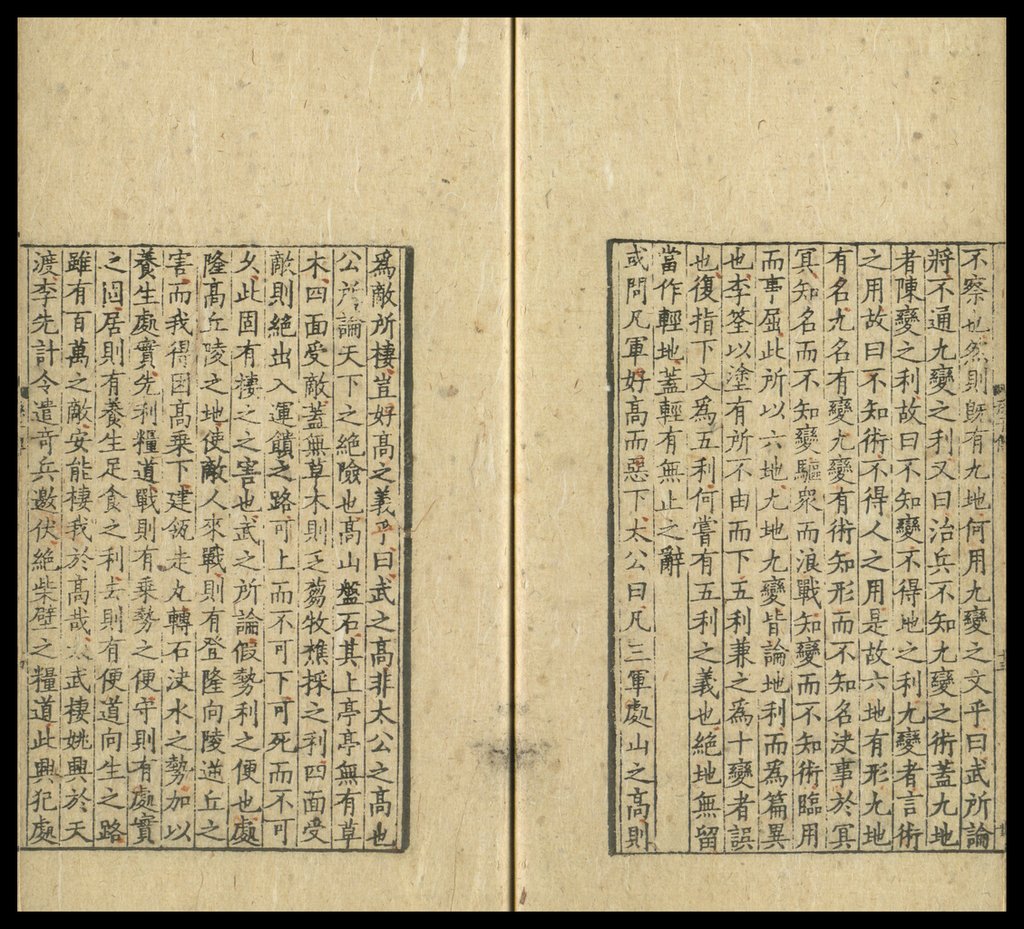 不察也然則旣有九地何用九變之文乎曰武所論
將不通九變之利又曰治兵不知九變之術蓋九地
者陳變之利故曰不知變不得地之利九變者言術
之用故曰不知術不得人之用是故六地有形九地
有名九名有變九變有術知形而不知名決事於冥
冥知名而不知變驅衆而浪戰知變而不知術臨用
而事屈此所以六地九地九變皆論地利而爲篇異
也李筌以塗有所不由而下五利兼之爲十變者誤
也復指下文爲五利何嘗有五利之義也絶地無留
當作輕地蓋輕有無止之辭
或問凡軍好高而惡下太公曰凡三軍處山之高則
爲敵所棲豈好高之義乎曰武之高非太公之高也
公所論天下之絶險也高山盤石其上亭亭無有草
木四面受敵蓋無草木則乏芻牧樵採之利四面受
敵則絶出入運饋之路可上而不可下可死而不可
久此固有棲之之害也武之所論假勢利之便也處
隆高丘陵之地使敵人來戰則有登隆向陵逆丘之
害而我得因高乗下建瓴走丸轉石決水之勢加以
養生處實先利糧道戰則有乗勢之便守則有處實
之固居則有養生足食之利去則有便道向生之路
雖有百萬之敵安能棲我於高哉太武棲姚興於天
渡李先計令遣奇兵邀伏絶柴壁之糧道此興犯處